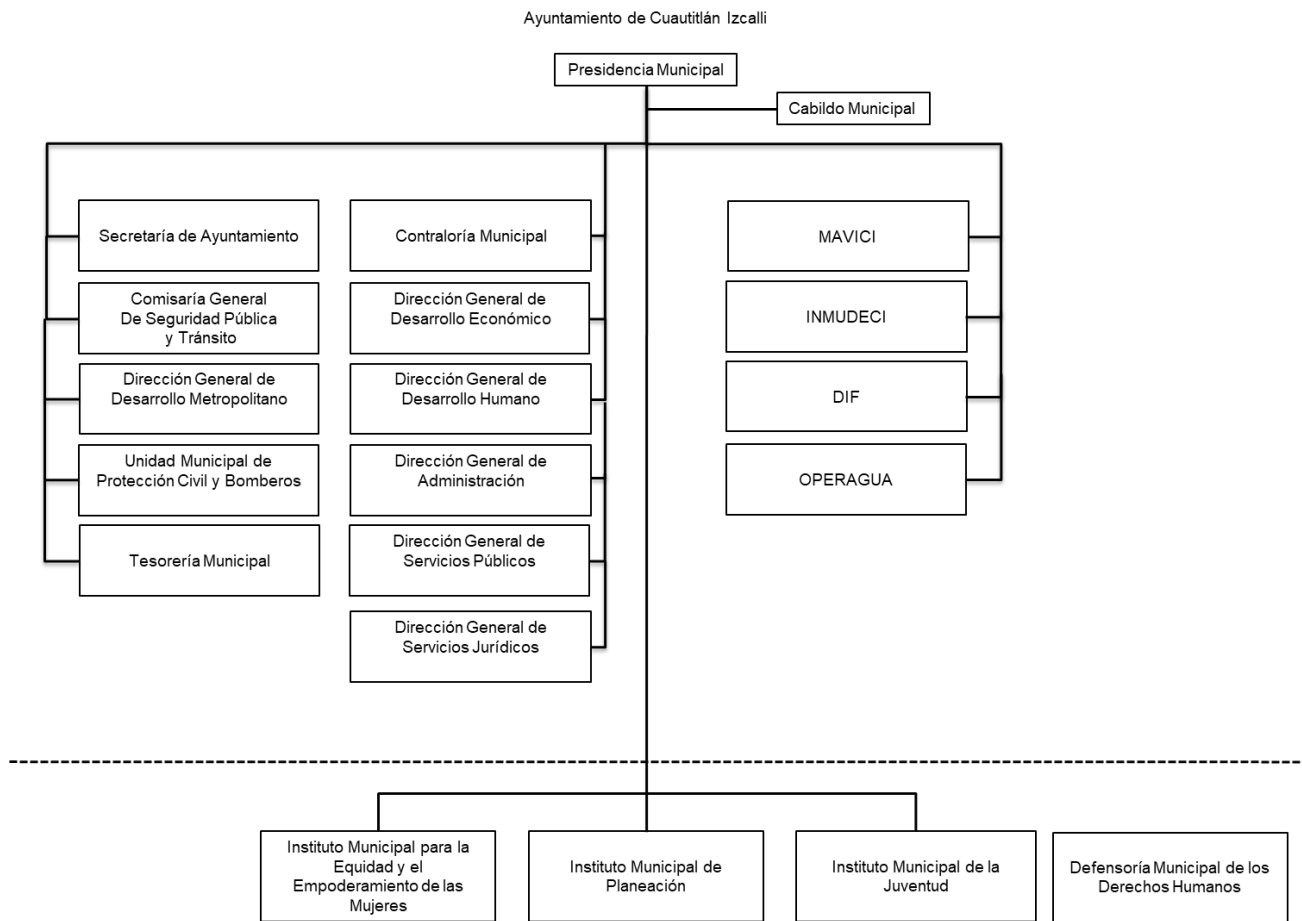 Ayuntamiento de Cuautitlán Izcalli
Presidencia Municipal
Cabildo Municipal
Secretaría de Ayuntamiento
Comisaría General
De Seguridad Pública
y Tránsito
Dirección General de
Desarrollo Metropolitano
Unidad Municipal de
Protección Civil y Bomberos
Tesorería Municipal
Contraloría Municipal
Dirección General de
Desarrollo Económico
Dirección General de
Desarrollo Humano
Dirección General de
Administración
Dirección General de
Servicios Públicos
Dirección General de
Servicios Jurídicos
MAVICI
INMUDECI
DIF
OPERAGUA
Instituto Municipal para la
Equidad y el
Empoderamiento de las
Mujeres
Instituto Municipal de
Planeación
Instituto Municipal de la
Juventud
Defensoría Municipal de los
Derechos Humanos